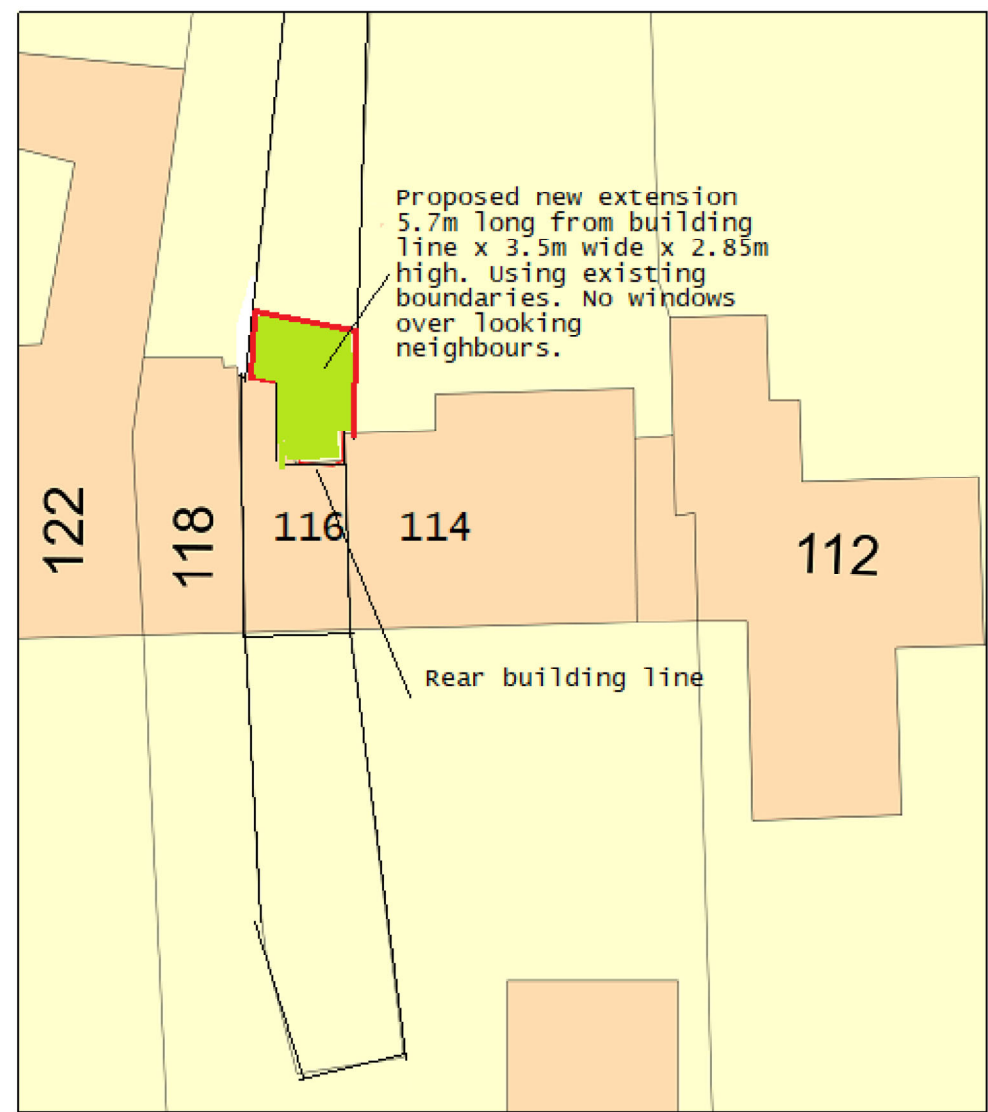 Proposed new extension
5.7m long from building
line x 3.5m wide x 2.85m
high. Using existing
boundaries. No windows
over looking
neighbours.
122
118
116
114
112
Rear building line